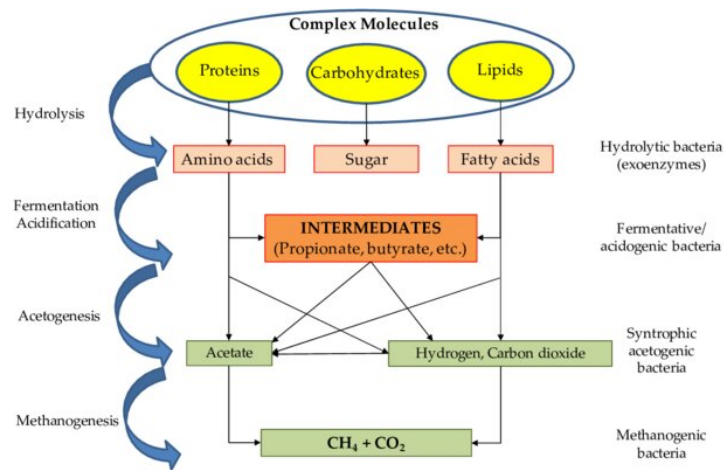 Complex Molecules
Proteins
Carbohydrates
Lipids
Hydrolysis
Amino acids
Sugar
Fatty acids
Hydrolytic bacteria
(exoenzymes)
Fermentation
Acidification
INTERMEDIATES
(Propionate, butyrate, etc.)
Fermentative/
acidogenic bacteria
Acetogenesis
Acetate
Hydrogen, Carbon dioxide
Syntrophic
acetogenic
bacteria
Methanogenesis
CH₄ + CO₂
Methanogenic
bacteria